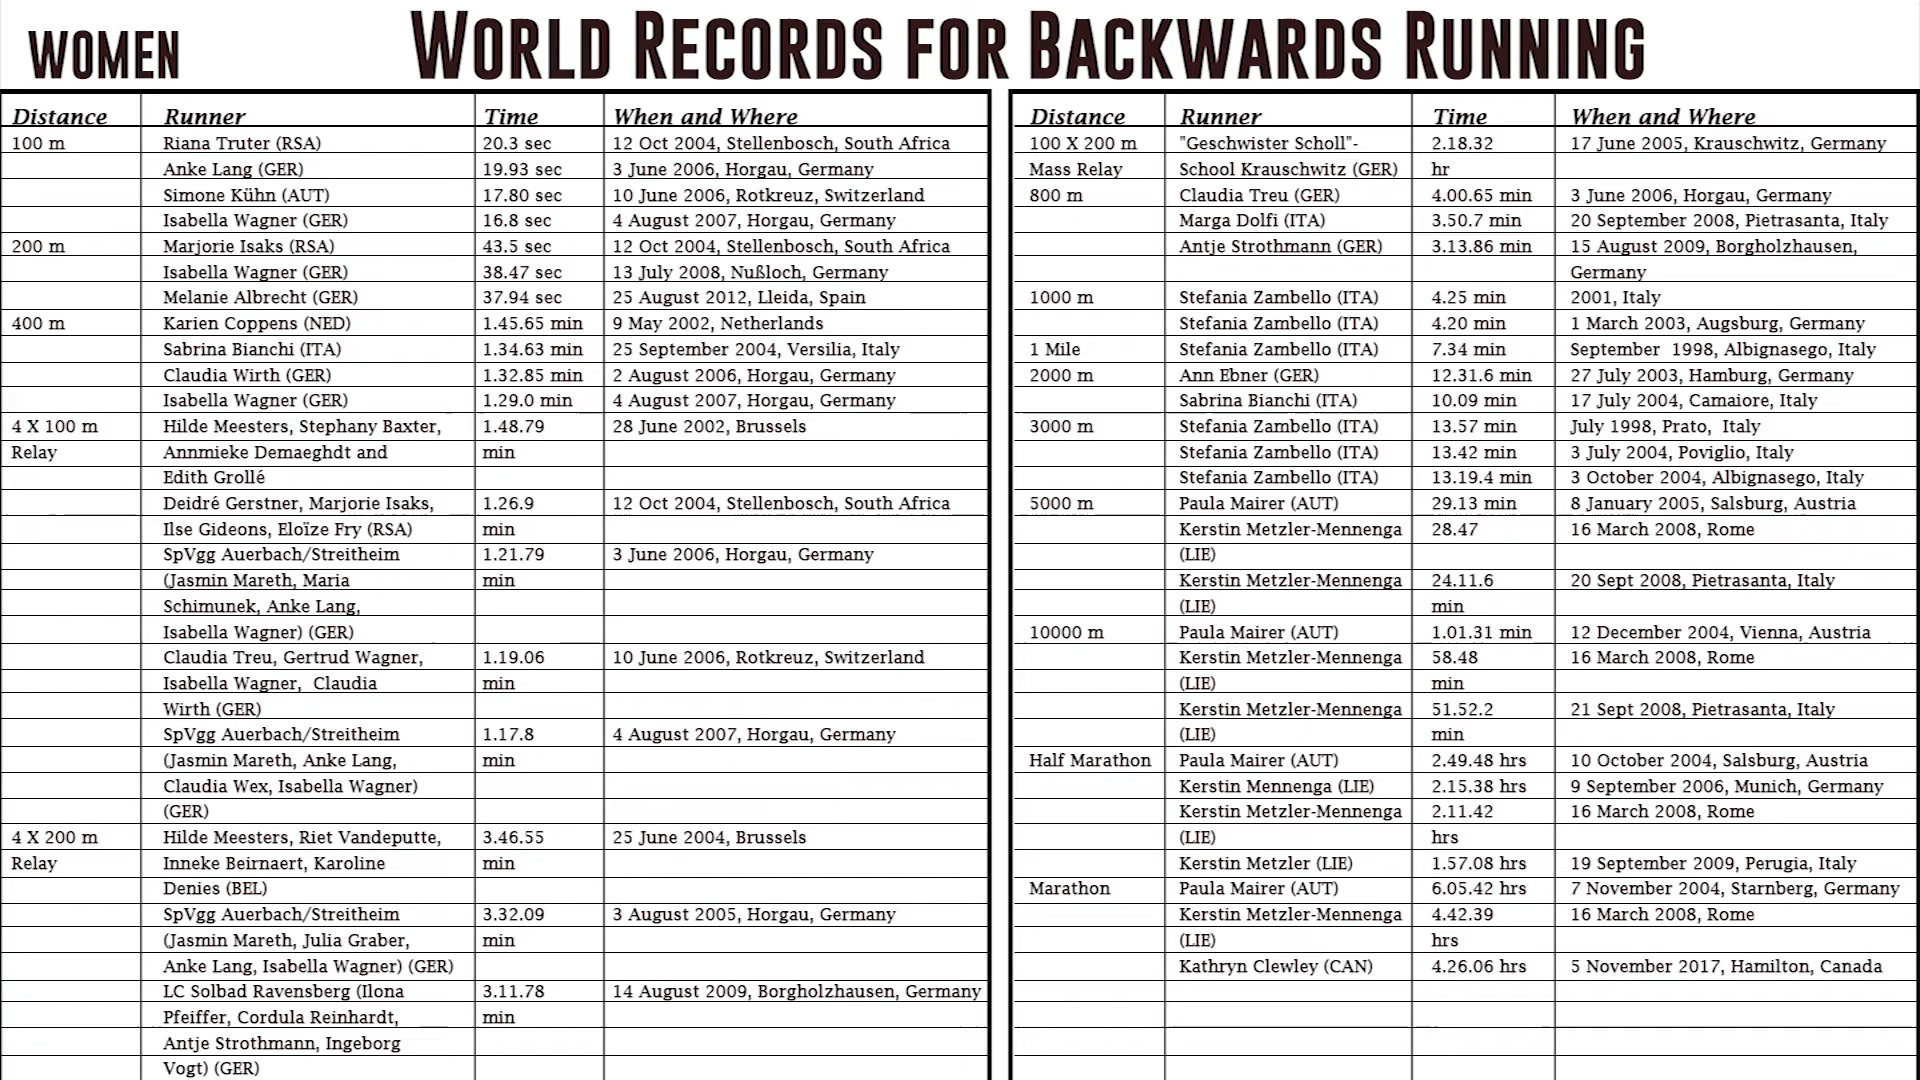 WOMEN
WORLD RECORDS FOR BACKWARDS RUNNING
Distance Runner Time When and Where
100 m Riana Truter (RSA) 20.3 sec 12 Oct 2004, Stellenbosch, South Africa
Anke Lang (GER) 19.93 sec 3 June 2006, Horgau, Germany
Simone Kühn (AUT) 17.80 sec 10 June 2006, Rotkreuz, Switzerland
Isabella Wagner (GER) 16.8 sec 4 August 2007, Horgau, Germany
200 m Marjorie Isaks (RSA) 43.5 sec 12 Oct 2004, Stellenbosch, South Africa
Isabella Wagner (GER) 38.47 sec 13 July 2008, Nußloch, Germany
Melanie Albrecht (GER) 37.94 sec 25 August 2012, Lleida, Spain
400 m Karien Coppens (NED) 1.45.65 min 9 May 2002, Netherlands
Sabrina Bianchi (ITA) 1.34.63 min 25 September 2004, Versilia, Italy
Claudia Wirth (GER) 1.32.85 min 2 August 2006, Horgau, Germany
Isabella Wagner (GER) 1.29.0 min 4 August 2007, Horgau, Germany
4 X 100 m Hilde Meesters, Stephany Baxter, 1.48.79 28 June 2002, Brussels
Relay Annmieke Demaeghdt and min
Edith Grollé
Deidré Gerstner, Marjorie Isaks, 1.26.9 12 Oct 2004, Stellenbosch, South Africa
Ilse Gideons, Eloïze Fry (RSA) min
SpVgg Auerbach/Streitheim 1.21.79 3 June 2006, Horgau, Germany
(Jasmin Mareth, Maria min
Schimunek, Anke Lang,
Isabella Wagner) (GER)
Claudia Treu, Gertrud Wagner, 1.19.06 10 June 2006, Rotkreuz, Switzerland
Isabella Wagner, Claudia min
Wirth (GER)
SpVgg Auerbach/Streitheim 1.17.8 4 August 2007, Horgau, Germany
(Jasmin Mareth, Anke Lang, min
Claudia Wex, Isabella Wagner)
(GER)
4 X 200 m Hilde Meesters, Riet Vandeputte, 3.46.55 25 June 2004, Brussels
Relay Inneke Beirnaert, Karoline min
Denies (BEL)
SpVgg Auerbach/Streitheim 3.32.09 3 August 2005, Horgau, Germany
(Jasmin Mareth, Julia Graber, min
Anke Lang, Isabella Wagner) (GER)
LC Solbad Ravensberg (Ilona 3.11.78 14 August 2009, Borgholzhausen, Germany
Pfeiffer, Cordula Reinhardt, min
Antje Strothmann, Ingeborg
Vogt) (GER)
Distance Runner Time When and Where
100 X 200 m "Geschwister Scholl"- 2.18.32 17 June 2005, Krauschwitz, Germany
Mass Relay School Krauschwitz (GER) hr
800 m Claudia Treu (GER) 4.00.65 min 3 June 2006, Horgau, Germany
Marga Dolfi (ITA) 3.50.7 min 20 September 2008, Pietrasanta, Italy
Antje Strothmann (GER) 3.13.86 min 15 August 2009, Borgholzhausen,
Germany
1000 m Stefania Zambello (ITA) 4.25 min 2001, Italy
Stefania Zambello (ITA) 4.20 min 1 March 2003, Augsburg, Germany
1 Mile Stefania Zambello (ITA) 7.34 min September 1998, Albignasego, Italy
2000 m Ann Ebner (GER) 12.31.6 min 27 July 2003, Hamburg, Germany
Sabrina Bianchi (ITA) 10.09 min 17 July 2004, Camaiore, Italy
3000 m Stefania Zambello (ITA) 13.57 min July 1998, Prato, Italy
Stefania Zambello (ITA) 13.42 min 3 July 2004, Poviglio, Italy
Stefania Zambello (ITA) 13.19.4 min 3 October 2004, Albignasego, Italy
5000 m Paula Mairer (AUT) 29.13 min 8 January 2005, Salsburg, Austria
Kerstin Metzler-Mennenga 28.47 16 March 2008, Rome
(LIE)
Kerstin Metzler-Mennenga 24.11.6 20 Sept 2008, Pietrasanta, Italy
(LIE) min
10000 m Paula Mairer (AUT) 1.01.31 min 12 December 2004, Vienna, Austria
Kerstin Metzler-Mennenga 58.48 16 March 2008, Rome
(LIE) min
Kerstin Metzler-Mennenga 51.52.2 21 Sept 2008, Pietrasanta, Italy
(LIE) min
Half Marathon Paula Mairer (AUT) 2.49.48 hrs 10 October 2004, Salsburg, Austria
Kerstin Mennenga (LIE) 2.15.38 hrs 9 September 2006, Munich, Germany
Kerstin Metzler-Mennenga 2.11.42 16 March 2008, Rome
(LIE) hrs
Kerstin Metzler (LIE) 1.57.08 hrs 19 September 2009, Perugia, Italy
Marathon Paula Mairer (AUT) 6.05.42 hrs 7 November 2004, Starnberg, Germany
Kerstin Metzler-Mennenga 4.42.39 16 March 2008, Rome
(LIE) hrs
Kathryn Clewley (CAN) 4.26.06 hrs 5 November 2017, Hamilton, Canada